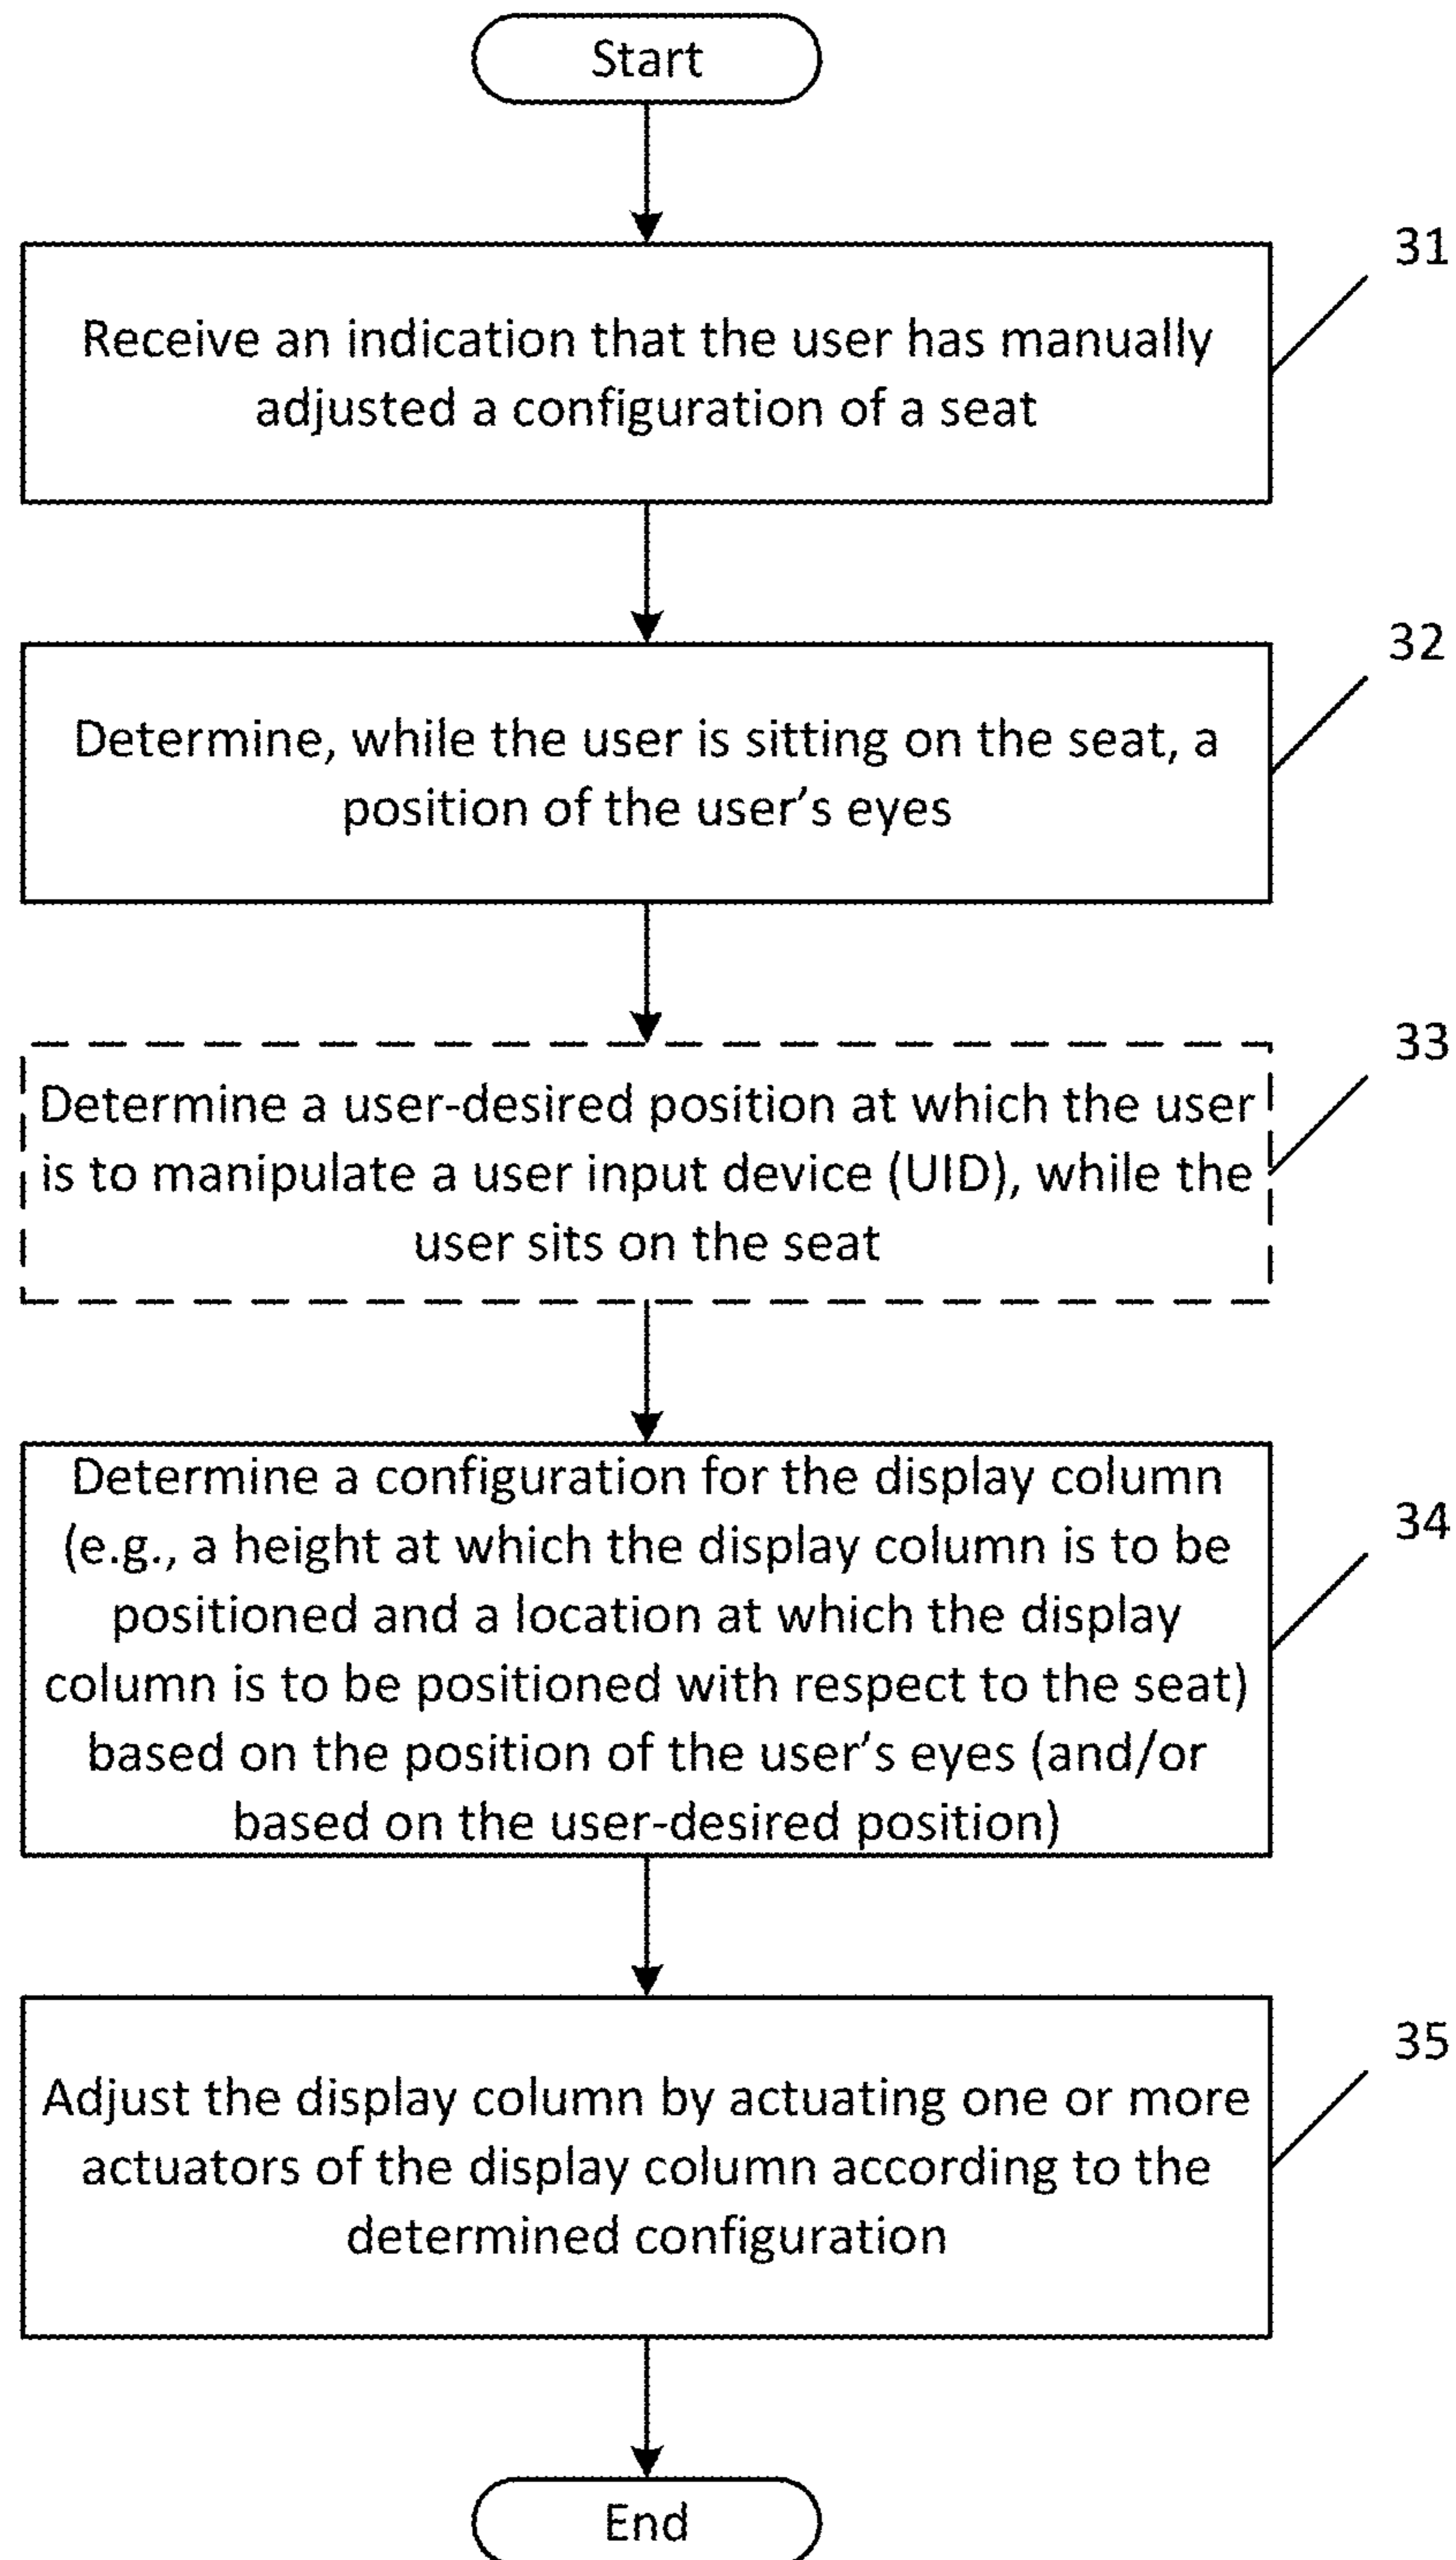 Start
31
Receive an indication that the user has manually
adjusted a configuration of a seat
32
Determine, while the user is sitting on the seat, a
position of the user’s eyes
33
Determine a user-desired position at which the user
is to manipulate a user input device (UID), while the
user sits on the seat
34
Determine a configuration for the display column
(e.g., a height at which the display column is to be
positioned and a location at which the display
column is to be positioned with respect to the seat)
based on the position of the user’s eyes (and/or
based on the user-desired position)
35
Adjust the display column by actuating one or more
actuators of the display column according to the
determined configuration
End